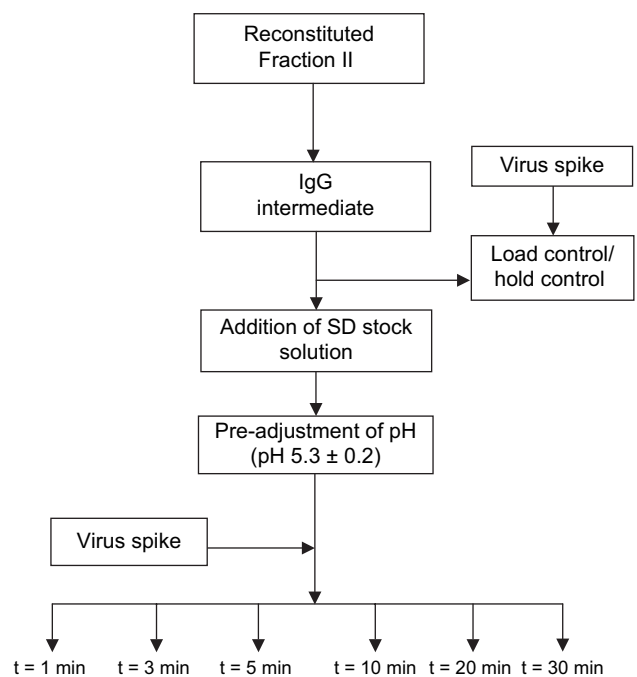 Reconstituted
Fraction II
IgG
intermediate
Virus spike
Load control/
hold control
Addition of SD stock
solution
Pre-adjustment of pH
(pH 5.3 ± 0.2)
Virus spike
t = 1 min t = 3 min t = 5 min t = 10 min t = 20 min t = 30 min